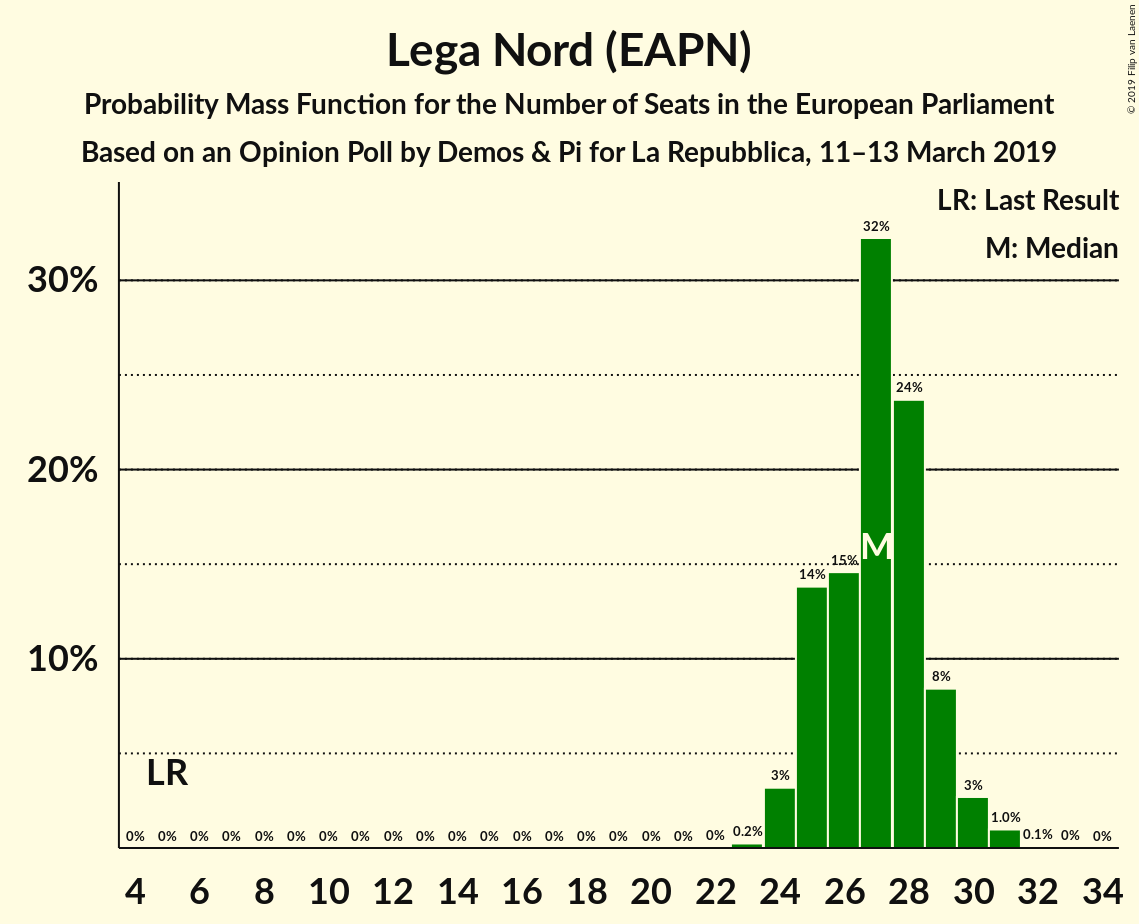 Lega Nord (EAPN)
Probability Mass Function for the Number of Seats in the European Parliament
Based on an Opinion Poll by Demos & Pi for La Repubblica, 11–13 March 2019
© 2019 Filip van Laenen
LR: Last Result
M: Median
30%
20%
10%
32%
24%
M
15%
14%
8%
LR
3%
3%
0% 0% 0% 0% 0% 0% 0% 0% 0% 0% 0% 0% 0% 0% 0% 0% 0% 0% 0% 0.2% 1.0% 0.1% 0% 0%
4 6 8 10 12 14 16 18 20 22 24 26 28 30 32 34